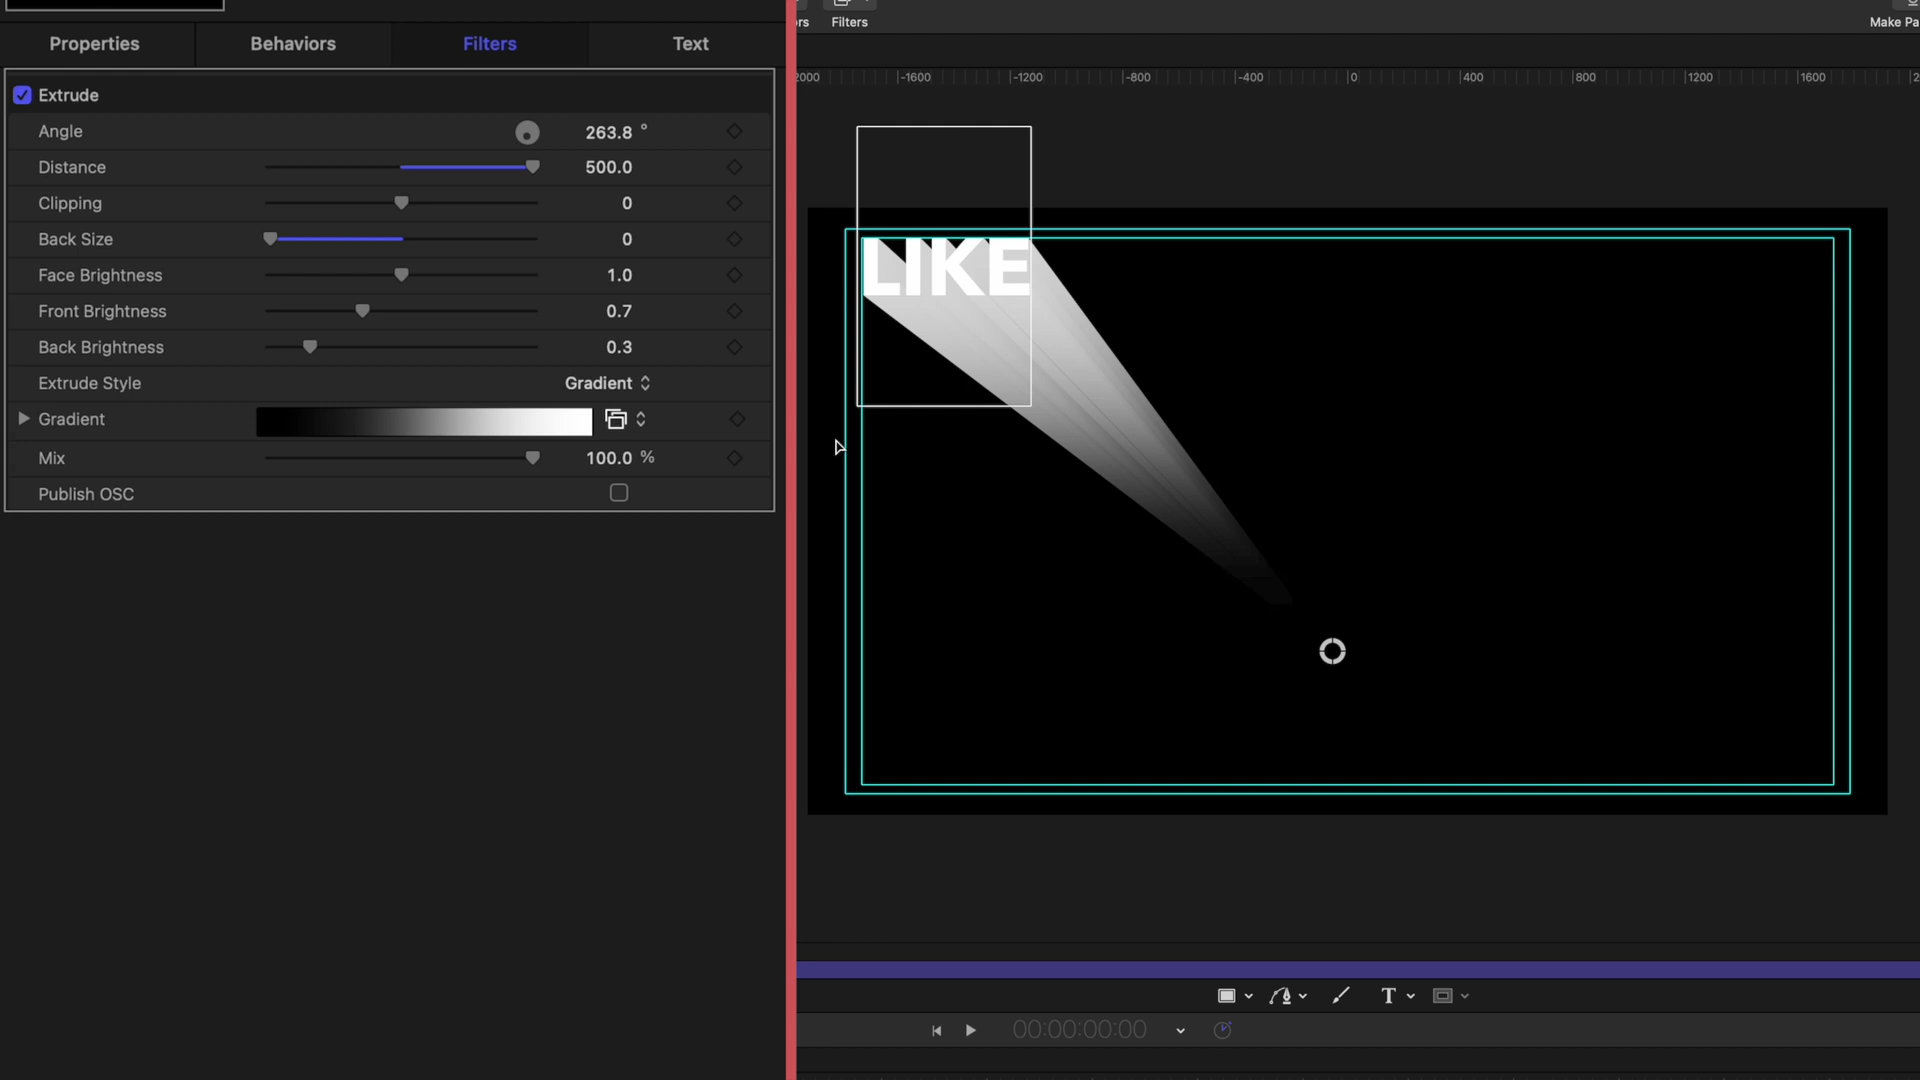 Properties
Behaviors
Filters
Text
Extrude
Angle 263.8 °
Distance 500.0
Clipping 0
Back Size 0
Face Brightness 1.0
Front Brightness 0.7
Back Brightness 0.3
Extrude Style Gradient
Gradient
Mix 100.0 %
Publish OSC
Filters
-1600 -1200 -800 -400 0 400 800 1200 1600
LIKE
T
00:00:00:00